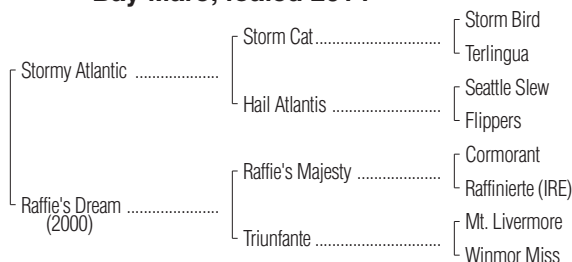 Bay Mare, foaled
Storm Bird
Storm Cat
Terlingua
Stormy Atlantic
Seattle Slew
Hail Atlantis
Flippers
Cormorant
Raffie's Majesty
Raffinierte (IRE)
Raffie's Dream
(2000)
Mt. Livermore
Triunfante
Winmor Miss